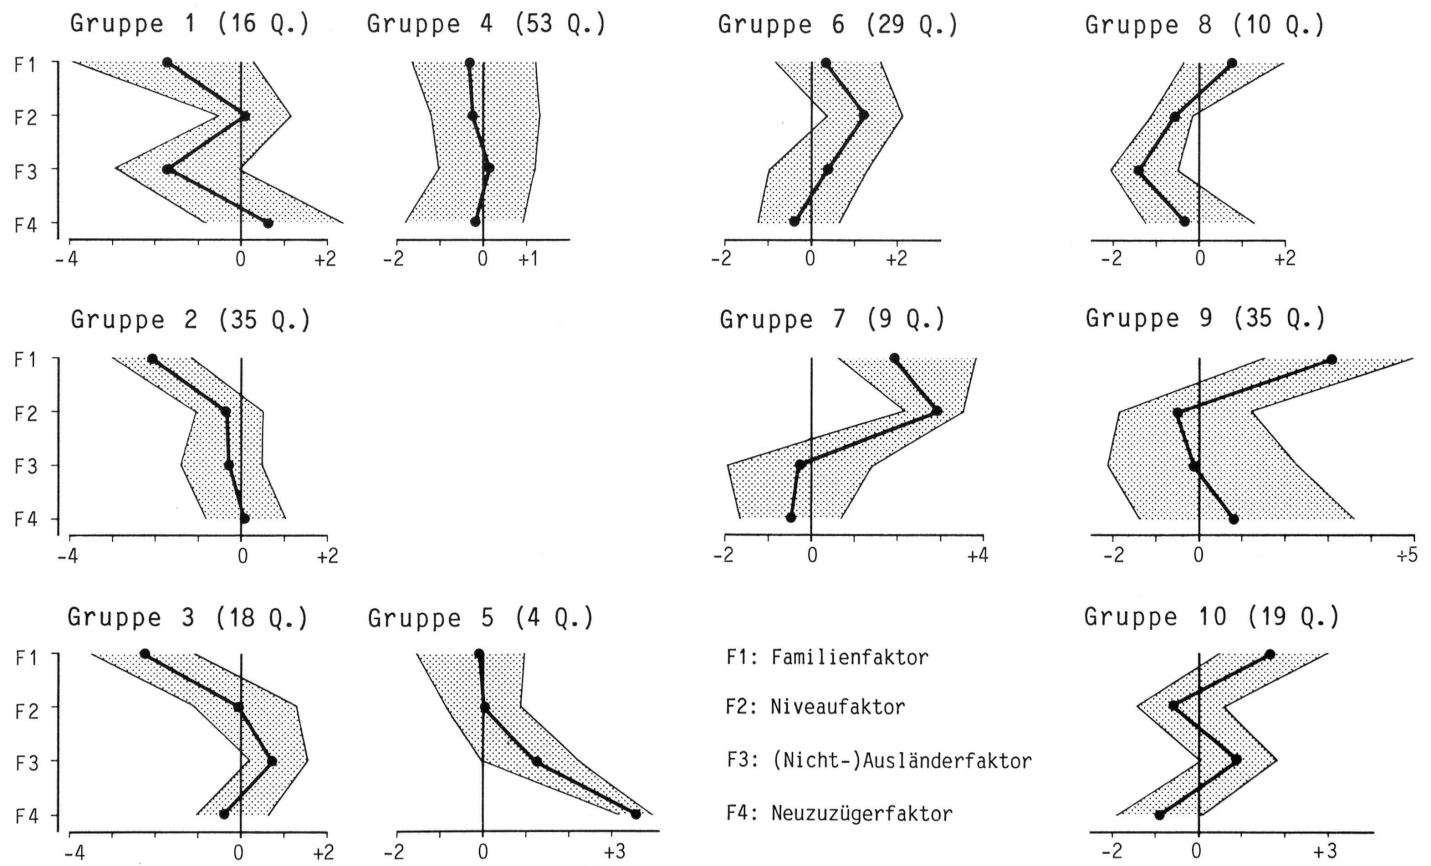 Gruppe 1 (16 Q.)
Gruppe 4 (53 Q.)
Gruppe 6 (29 Q.)
Gruppe 8 (10 Q.)
F1
F2
F3
F4
-4 0 +2
-2 0 +1
-2 0 +2
-2 0 +2
Gruppe 2 (35 Q.)
Gruppe 7 (9 Q.)
Gruppe 9 (35 Q.)
F1
F2
F3
F4
-4 0 +2
-2 0 +4
-2 0 ÷5
Gruppe 3 (18 Q.)
Gruppe 5 (4 Q.)
Gruppe 10 (19 Q.)
F1
F2
F3
F4
-4 0 +2
-2 0 +3
F1: Familienfaktor
F2: Niveaufaktor
F3: (Nicht-)Ausländerfaktor
F4: Neuzuzügerfaktor
-2 0 +3